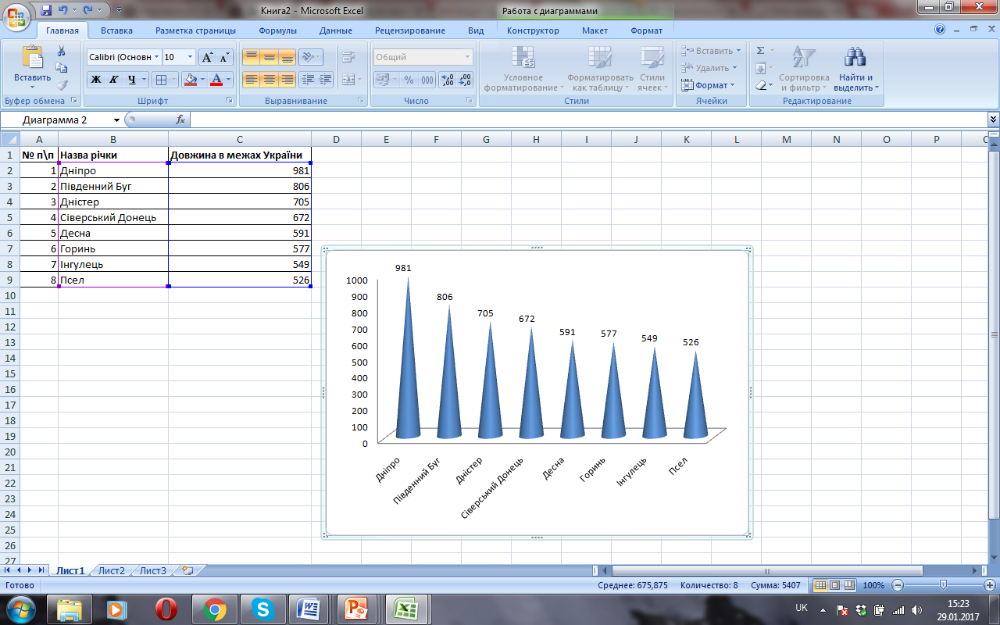 Книга2 - Microsoft Excel
Работа с диаграммами
Главная Вставка Разметка страницы Формулы Данные Рецензирование Вид Конструктор Макет Формат
Вставить
Буфер обмена
Calibri (Основн 10
Ж К Ч
Шрифт
Выравнивание
Общий
% 000 ,00 ,00
Число
Условное форматирование
Форматировать как таблицу
Стили ячеек
Стили
Вставить
Удалить
Формат
Ячейки
Σ
Сортировка и фильтр
Найти и выделить
Редактирование
Диаграмма 2 fx
A B C D E F G H I J K L M N O P
1 № п\п Назва річки Довжина в межах України
2 1 Дніпро 981
3 2 Південний Буг 806
4 3 Дністер 705
5 4 Сіверський Донець 672
6 5 Десна 591
7 6 Горинь 577
8 7 Інгулець 549
9 8 Псел 526
10
11
12
13
14
15
16
17
18
19
20
21
22
23
24
25
26
27
981 806 705 672 591 577 549 526
1000
900
800
700
600
500
400
300
200
100
0
Дніпро Південний Буг Дністер Сіверський Донець Десна Горинь Інгулець Псел
Лист1 Лист2 Лист3
Готово Среднее: 675,875 Количество: 8 Сумма: 5407 100%
UK 15:23
29.01.2017